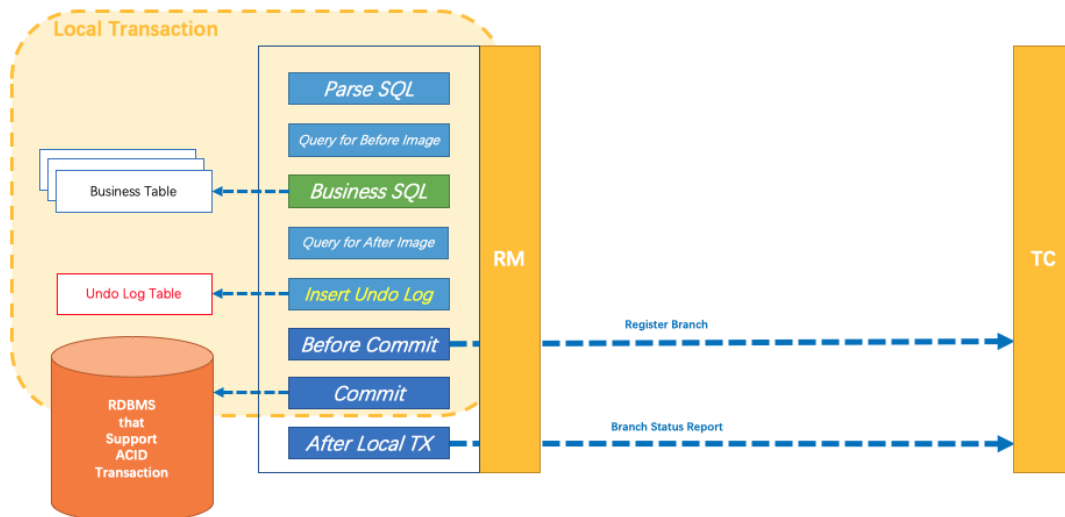 Local Transaction
Parse SQL
Query for Before Image
Business Table
Business SQL
Query for After Image
RM
TC
Undo Log Table
Insert Undo Log
Register Branch
Before Commit
Commit
RDBMS
that
Support
ACID
Transaction
Branch Status Report
After Local TX